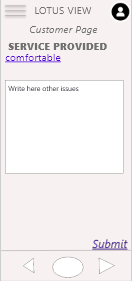 LOTUS VIEW
Customer Page
SERVICE PROVIDED
comfortable
Write here other issues
Submit